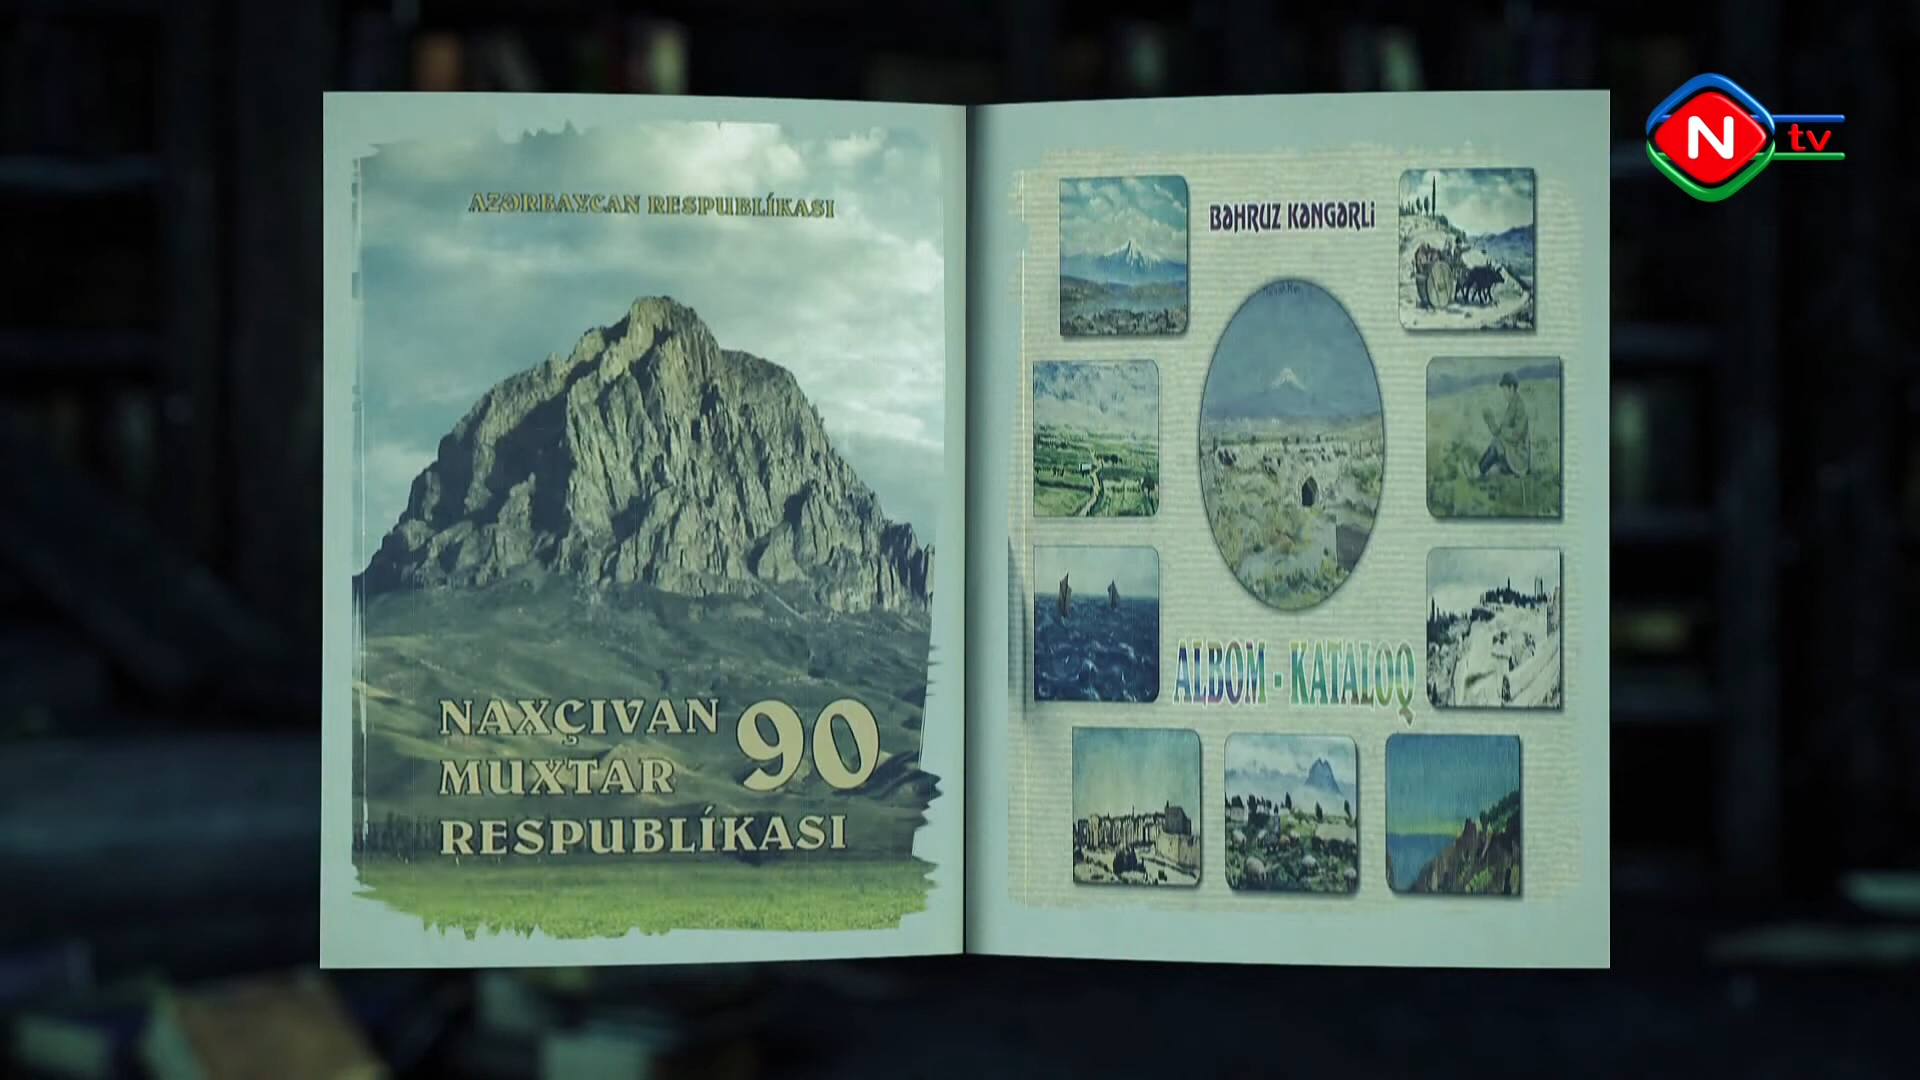 AZƏRBAYCAN RESPUBLİKASI
NAXÇIVAN
MUXTAR
RESPUBLİKASI
90
BƏHRUZ KƏNGƏRLİ
ALBOM - KATALOQ
N tv